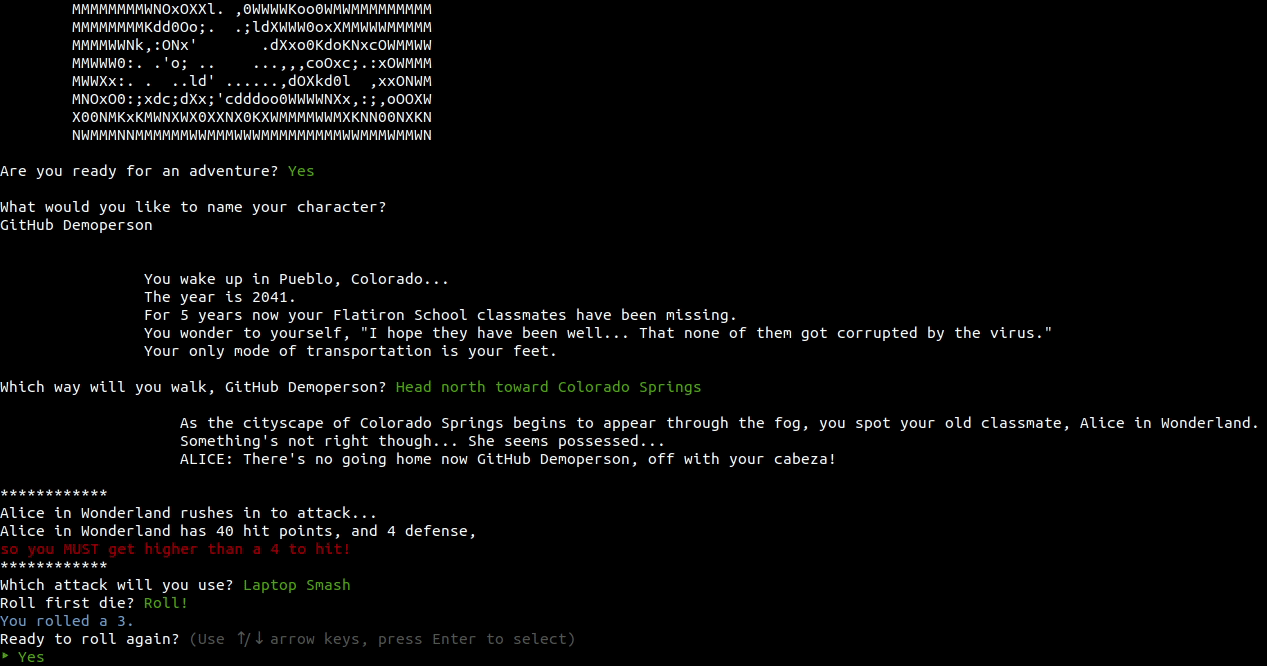 MMMMMMMMWNOxOXXl. ,0WWWWKoo0WMWMMMMMMMMM
MMMMMMMMKdd0Oo;.  .;ldXWWW0oxXMMWWWMMMMM
MMMMWWNk,:ONx'       .dXxo0KdoKNxcOWMMWW
MMWWW0:. .'o; ..    ...,,,coOxc;.:xOWMMM
MWWXx:. .  ..ld' ......,dOXkd0l  ,xxONWM
MNOxO0:;xdc;dXx;'cdddoo0WWWWNXx,:;,oOOXW
X00NMKxKMWNXWX0XXNX0KXWMMMMWWMXKNN00NXKN
NWMMMNNMMMMMMWWMMMWWWMMMMMMMMMWWMMMWMMWN
Are you ready for an adventure? Yes
What would you like to name your character?
GitHub Demoperson
You wake up in Pueblo, Colorado...
The year is 2041.
For 5 years now your Flatiron School classmates have been missing.
You wonder to yourself, "I hope they have been well... That none of them got corrupted by the virus."
Your only mode of transportation is your feet.
Which way will you walk, GitHub Demoperson? Head north toward Colorado Springs
As the cityscape of Colorado Springs begins to appear through the fog, you spot your old classmate, Alice in Wonderland.
Something's not right though... She seems possessed...
ALICE: There's no going home now GitHub Demoperson, off with your cabeza!
************
Alice in Wonderland rushes in to attack...
Alice in Wonderland has 40 hit points, and 4 defense,
so you MUST get higher than a 4 to hit!
************
Which attack will you use? Laptop Smash
Roll first die? Roll!
You rolled a 3.
Ready to roll again? (Use ↑/↓ arrow keys, press Enter to select)
‣ Yes